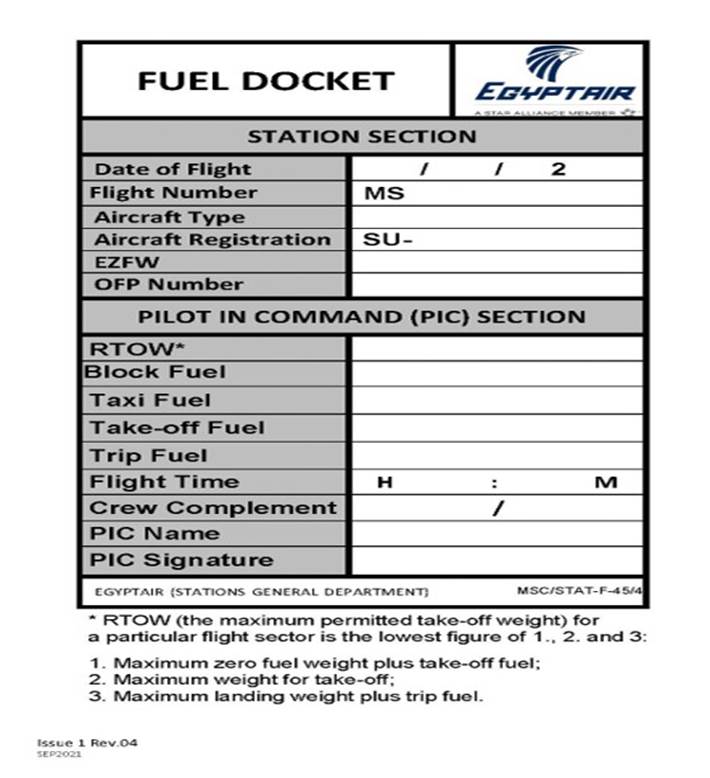 FUEL DOCKET
EGYPTAIR
A STAR ALLIANCE MEMBER
STATION SECTION
Date of Flight / / 2
Flight Number MS
Aircraft Type
Aircraft Registration SU-
EZFW
OFP Number
PILOT IN COMMAND (PIC) SECTION
RTOW*
Block Fuel
Taxi Fuel
Take-off Fuel
Trip Fuel
Flight Time H : M
Crew Complement /
PIC Name
PIC Signature
EGYPTAIR (STATIONS GENERAL DEPARTMENT) MSC/STAT-F-45/4
* RTOW (the maximum permitted take-off weight) for
a particular flight sector is the lowest figure of 1., 2. and 3:
1. Maximum zero fuel weight plus take-off fuel;
2. Maximum weight for take-off;
3. Maximum landing weight plus trip fuel.
Issue 1 Rev.04
SEP2021